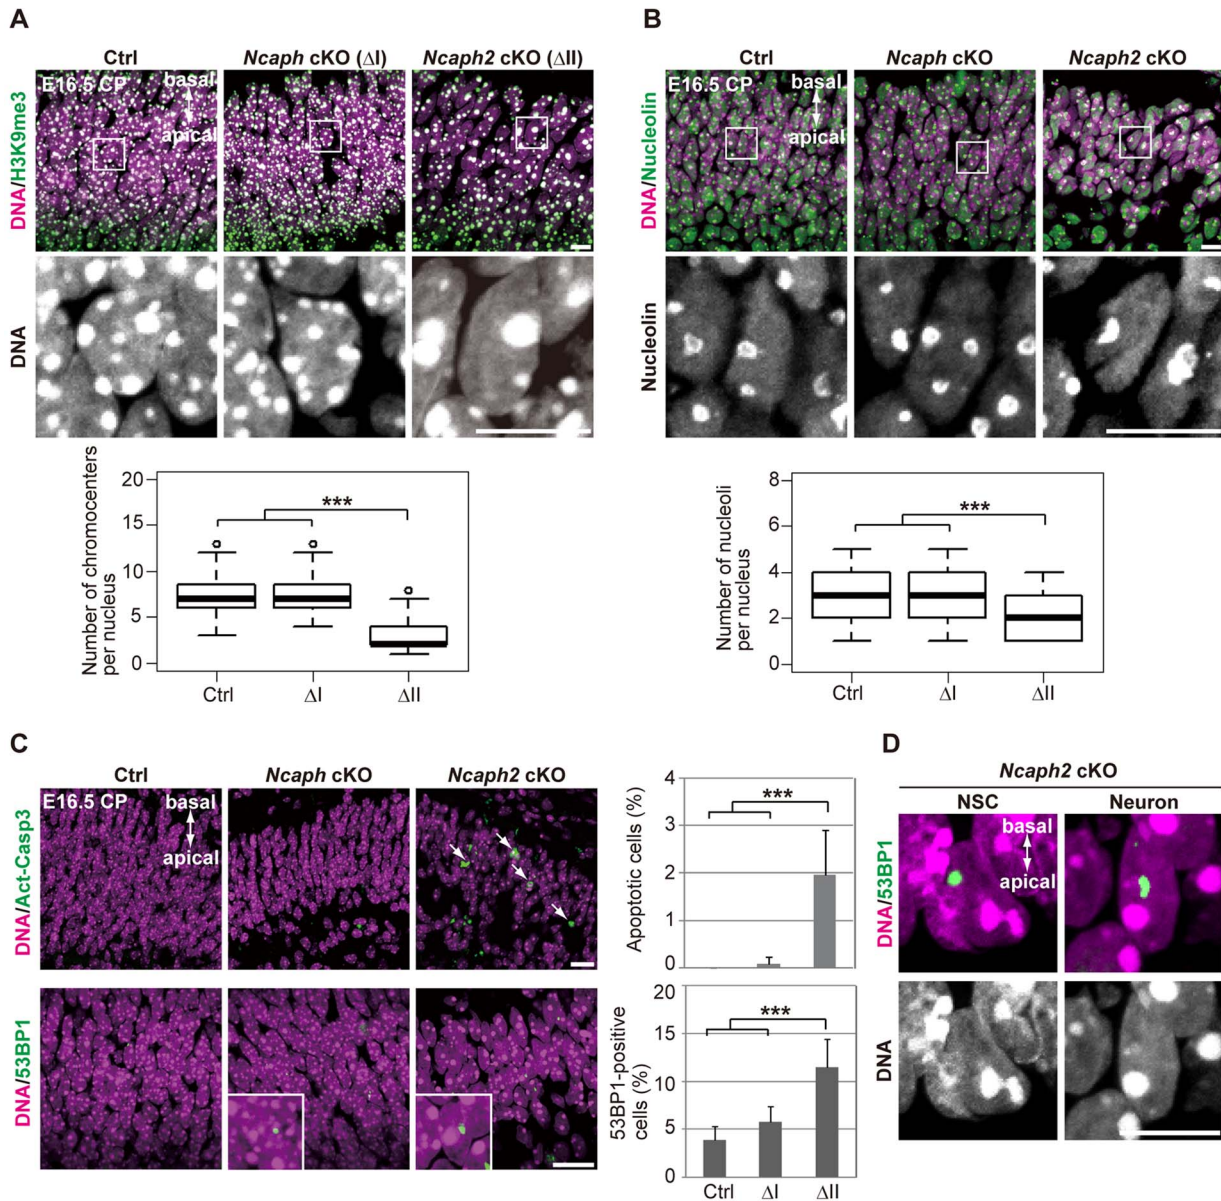 A
Ctrl
Ncaph cKO (ΔI)
Ncaph2 cKO (ΔII)
DNA/H3K9me3
E16.5 CP
basal
apical
DNA
Number of chromocenters
per nucleus
20
15
10
5
0
***
Ctrl
ΔI
ΔII
B
Ctrl
Ncaph cKO
Ncaph2 cKO
DNA/Nucleolin
E16.5 CP
basal
apical
Nucleolin
Number of nucleoli
per nucleus
8
6
4
2
0
***
Ctrl
ΔI
ΔII
C
Ctrl
Ncaph cKO
Ncaph2 cKO
DNA/Act-Casp3
E16.5 CP
basal
apical
DNA/53BP1
Apoptotic cells (%)
4
3
2
1
0
***
53BP1-positive
cells (%)
20
15
10
5
0
***
Ctrl
ΔI
ΔII
D
Ncaph2 cKO
NSC
Neuron
DNA/53BP1
basal
apical
DNA